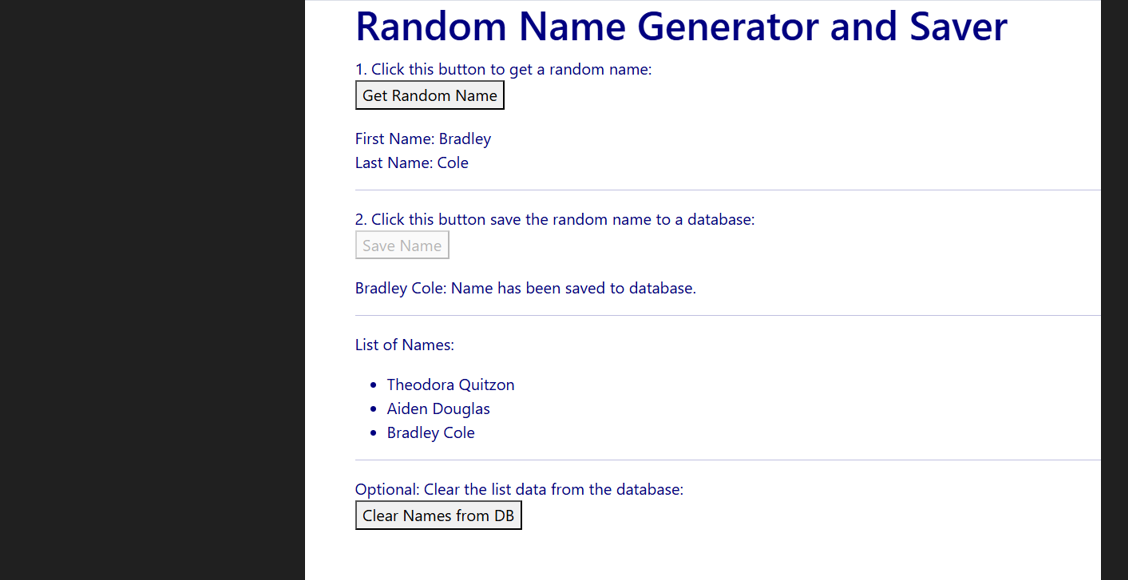 Random Name Generator and Saver
1. Click this button to get a random name:
Get Random Name
First Name: Bradley
Last Name: Cole
2. Click this button save the random name to a database:
Save Name
Bradley Cole: Name has been saved to database.
List of Names:
• Theodora Quitzon
• Aiden Douglas
• Bradley Cole
Optional: Clear the list data from the database:
Clear Names from DB